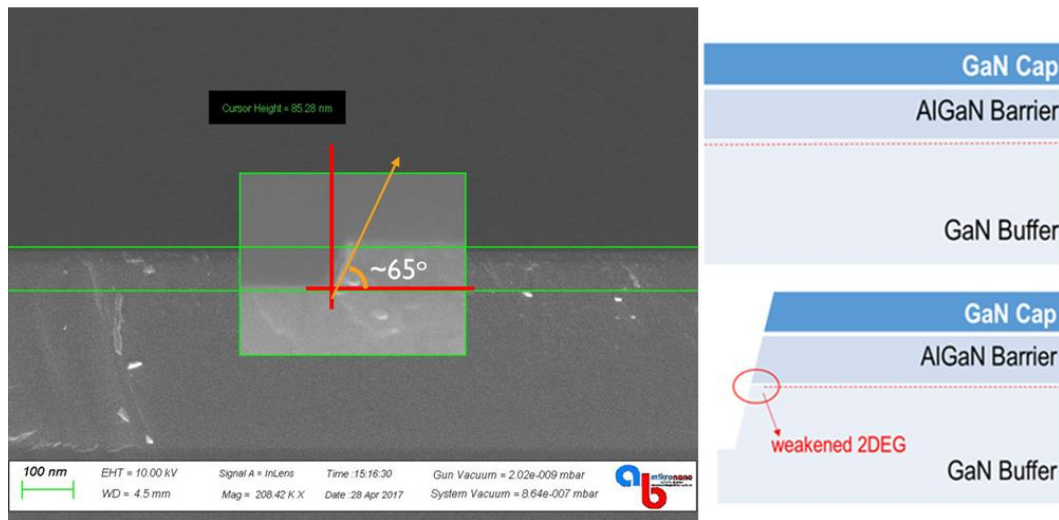 Cursor Height = 85.28 nm
~65°
100 nm
EHT = 10.00 kV
Signal A = InLens
Time :15:16:30
Gun Vacuum = 2.02e-009 mbar
WD = 4.5 mm
Mag = 208.42 K X
Date :28 Apr 2017
System Vacuum = 8.64e-007 mbar
ab
mikronano
GaN Cap
AlGaN Barrier
GaN Buffer
GaN Cap
AlGaN Barrier
weakened 2DEG
GaN Buffer